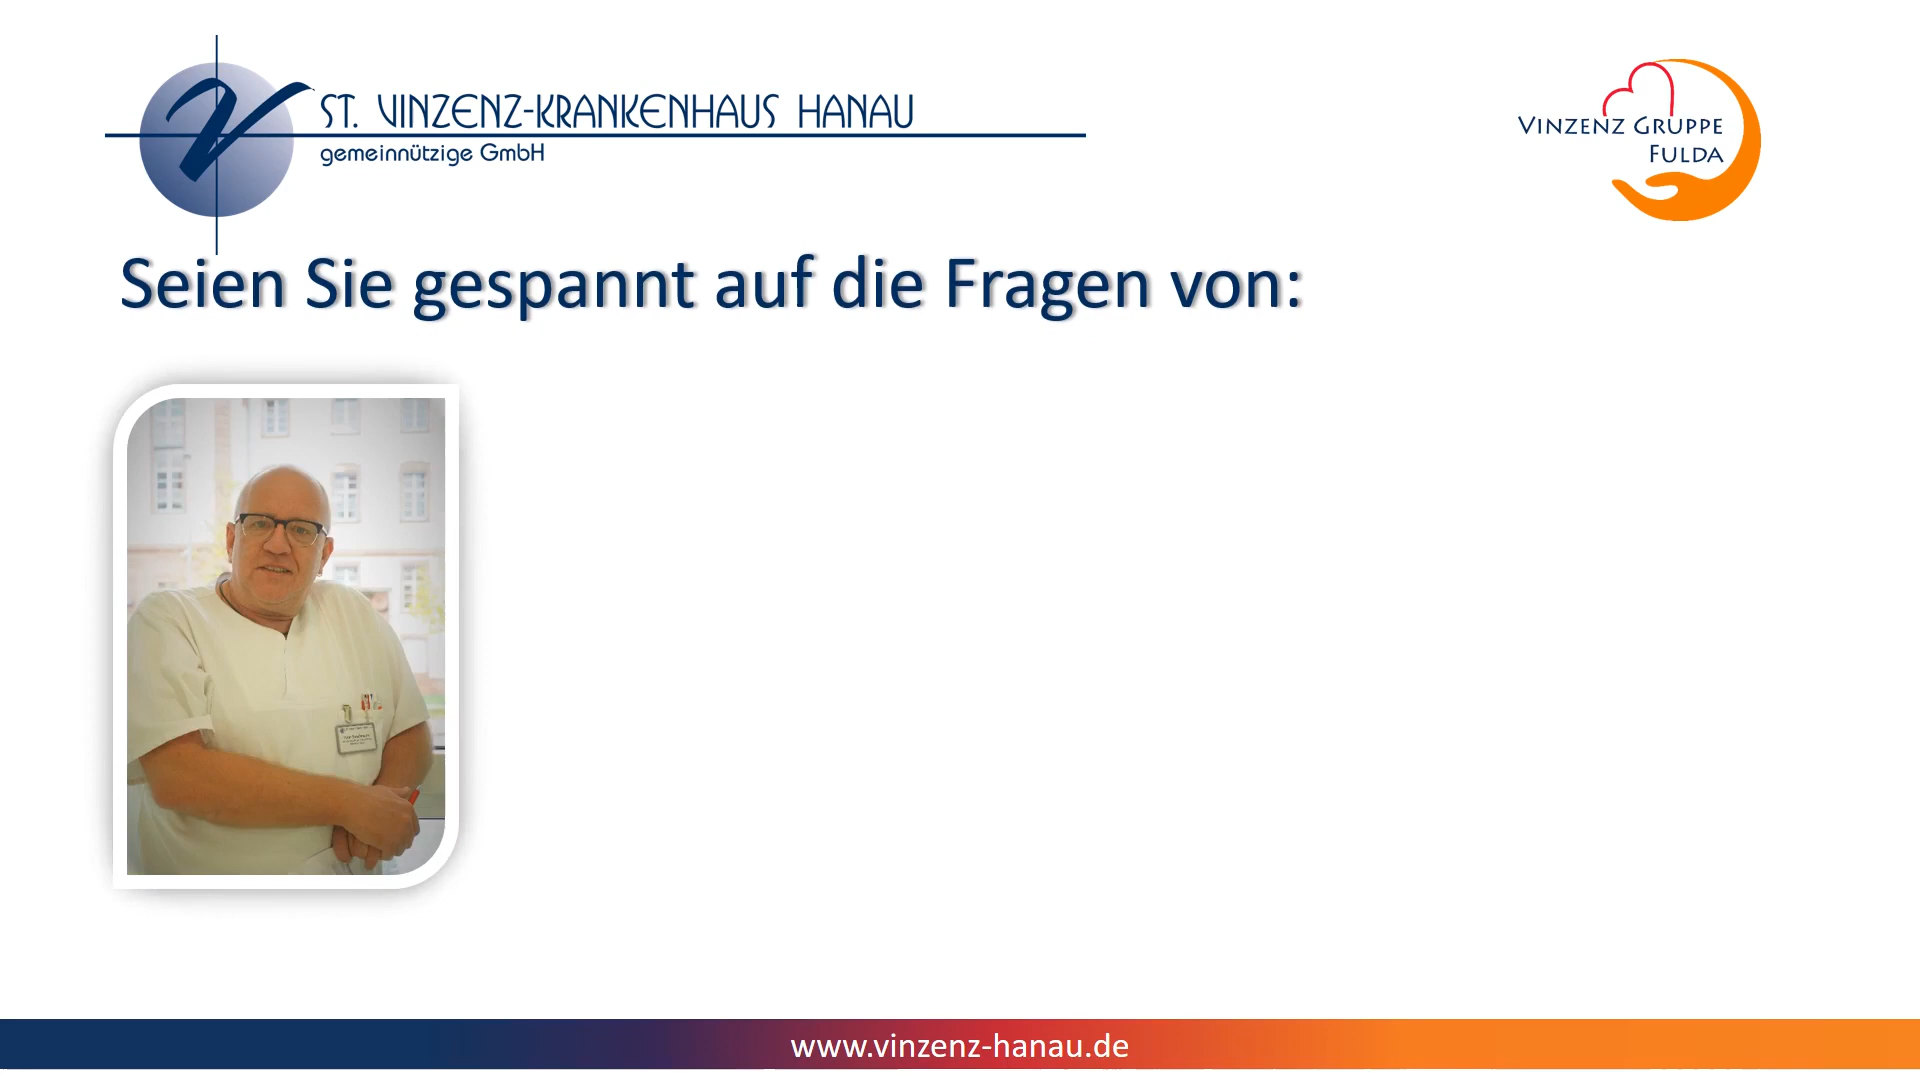 ST. VINZENZ-KRANKENHAUS HANAU
gemeinnützige GmbH
VINZENZ GRUPPE
FULDA
Seien Sie gespannt auf die Fragen von:
www.vinzenz-hanau.de